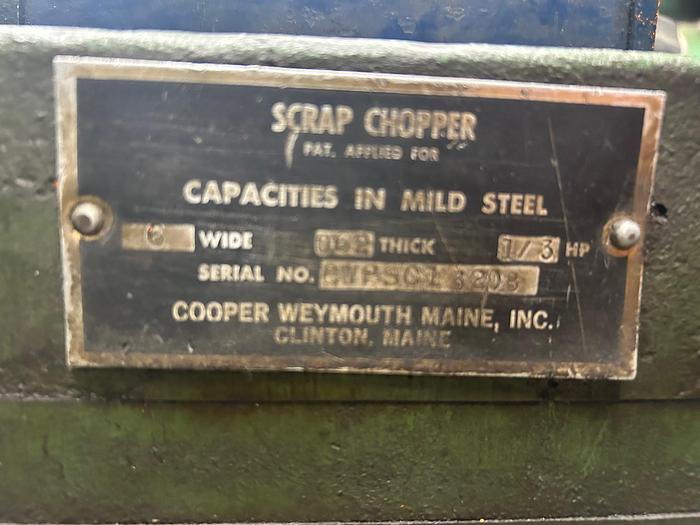 SCRAP CHOPPER
PAT. APPLIED FOR
CAPACITIES IN MILD STEEL
6 WIDE 062 THICK 1/3 HP
SERIAL NO.
COOPER WEYMOUTH MAINE, INC.
CLINTON, MAINE